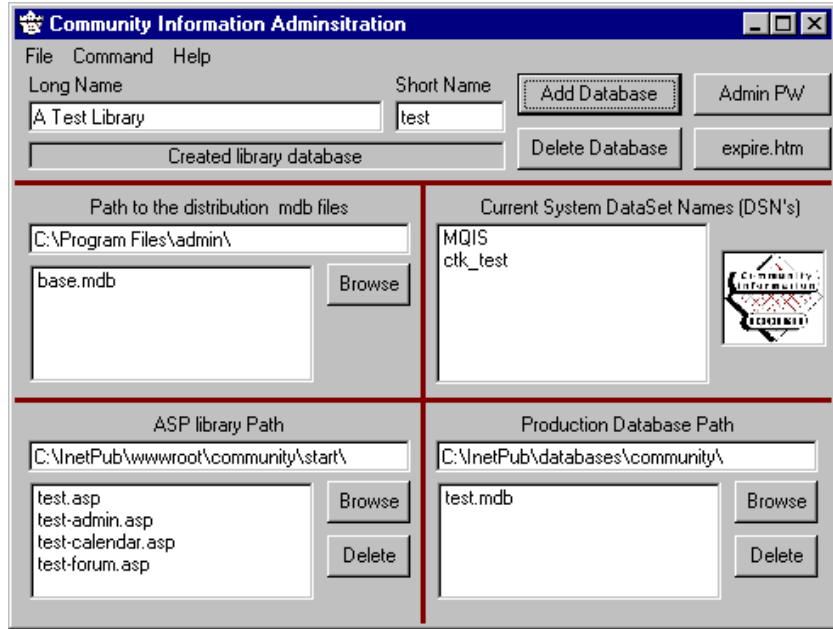 Community Information Adminsitration
File Command Help
Long Name Short Name
Add Database Admin PW
A Test Library test
Created library database
Delete Database expire.htm
Path to the distribution mdb files
C:\Program Files\admin\
base.mdb
Browse
Current System DataSet Names (DSN's)
MQIS
ctk_test
Community
Information
ASP library Path
C:\InetPub\wwwroot\community\start\
test.asp
test-admin.asp
test-calendar.asp
test-forum.asp
Browse
Delete
Production Database Path
C:\InetPub\databases\community\
test.mdb
Browse
Delete